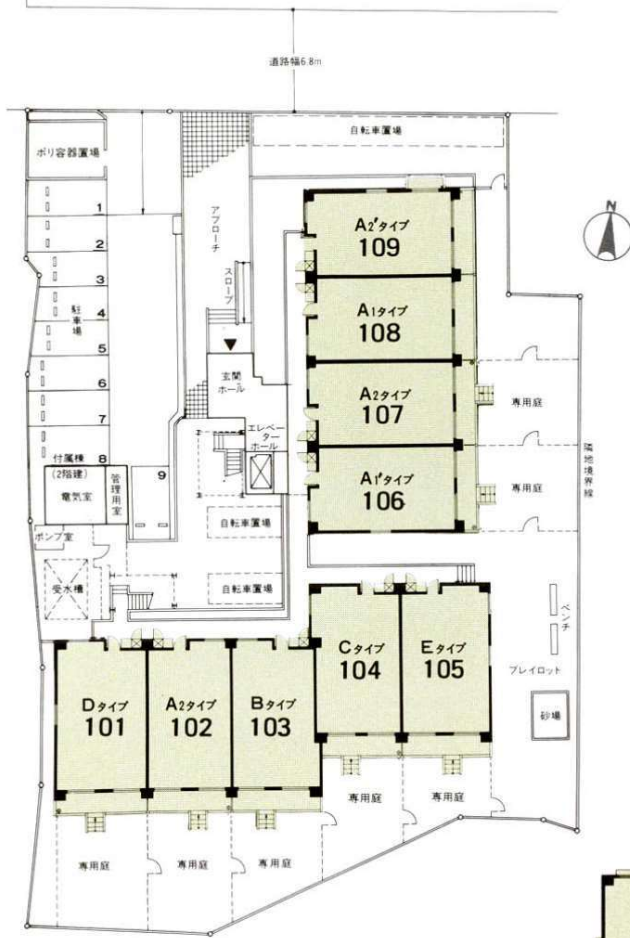 道路幅6.8m
自転車置場
ポリ容器置場
N
1
2
3
4
5
6
7
8
9
駐車場
アプローチ
スロープ
A2'タイプ
109
A1タイプ
108
A2タイプ
107
A1'タイプ
106
玄関
ホール
エレベーターホール
専用庭
専用庭
隣地境界線
付属棟
(2階建)
電気室
管理用室
ポンプ室
受水槽
自転車置場
自転車置場
Cタイプ
104
Eタイプ
105
ベンチ
プレイロット
砂場
Dタイプ
101
A2タイプ
102
Bタイプ
103
専用庭
専用庭
専用庭
専用庭
専用庭